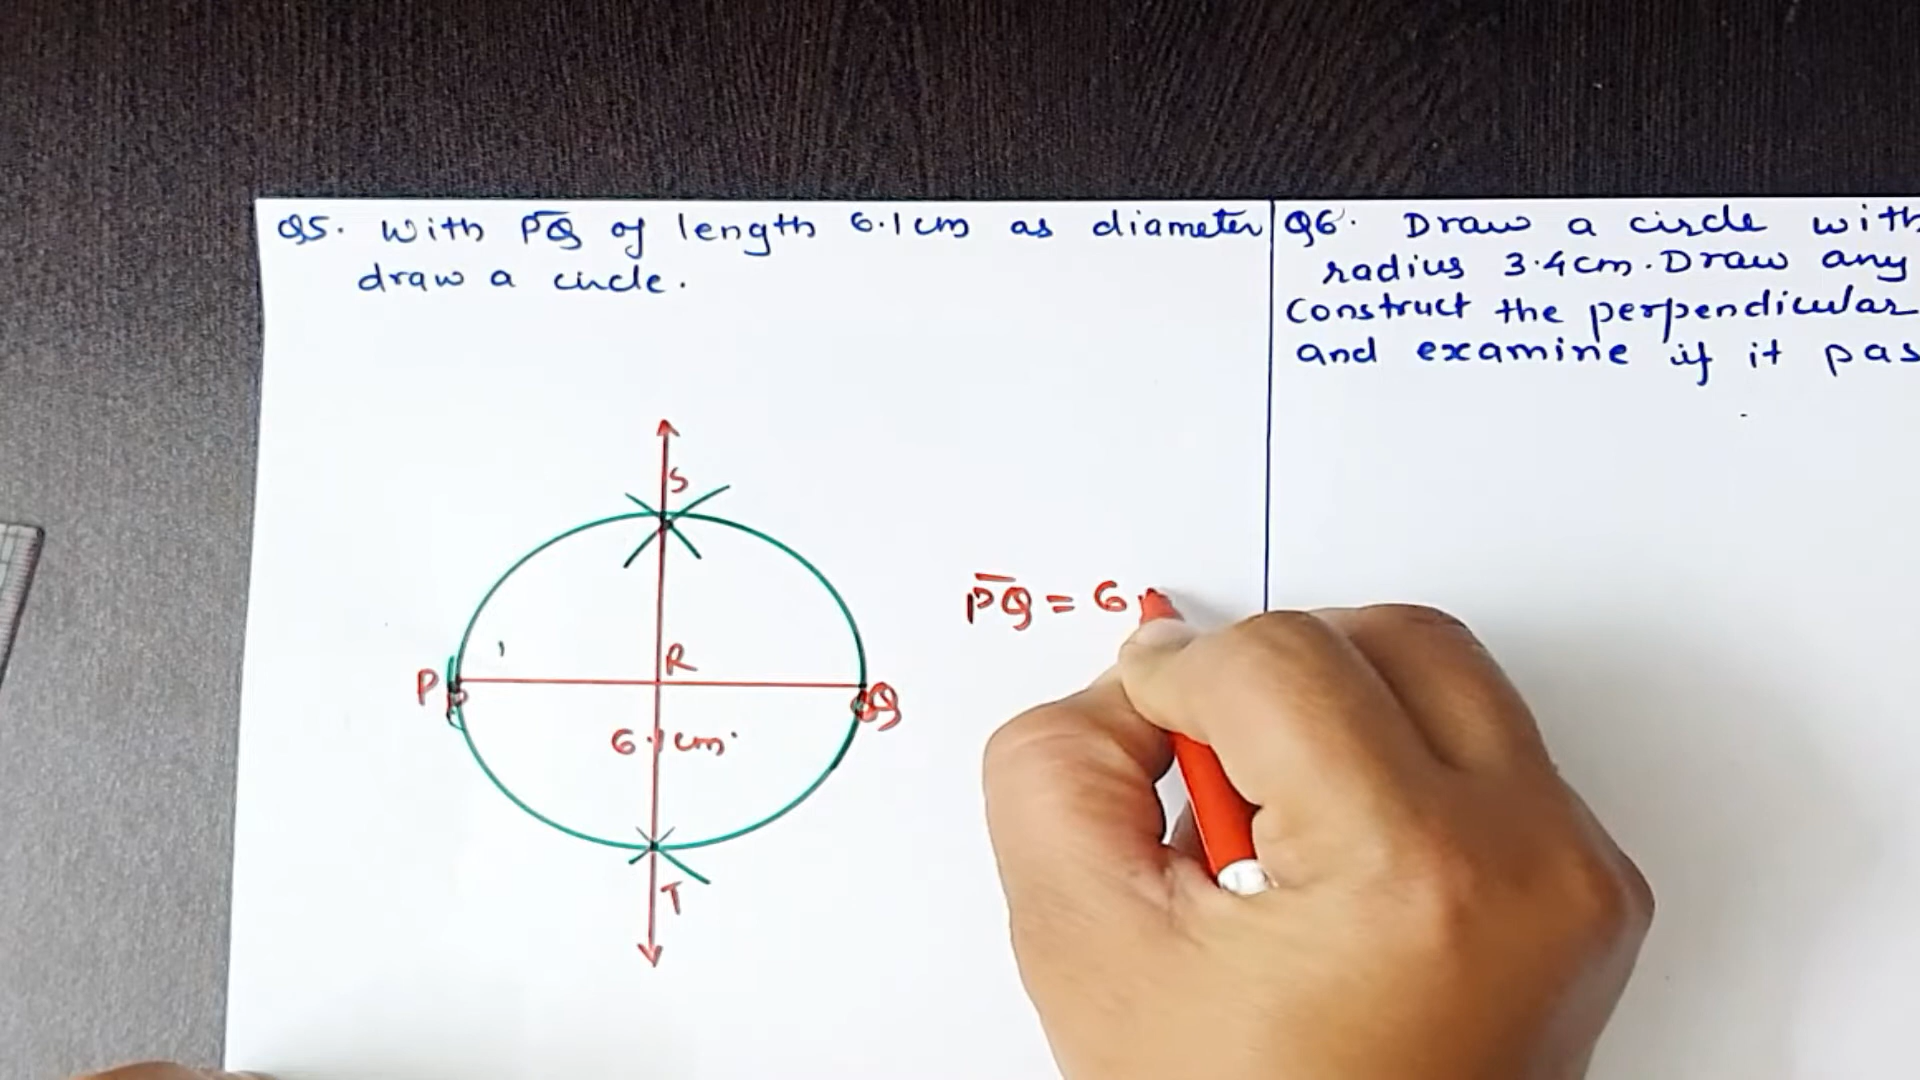 Q5. With PQ of length 6.1cm as diameter
draw a circle.
Q6. Draw a circle with
radius 3.4cm. Draw any
Construct the perpendicular
and examine if it pas
S
R
P
Q
6.1cm.
T
PQ = 6